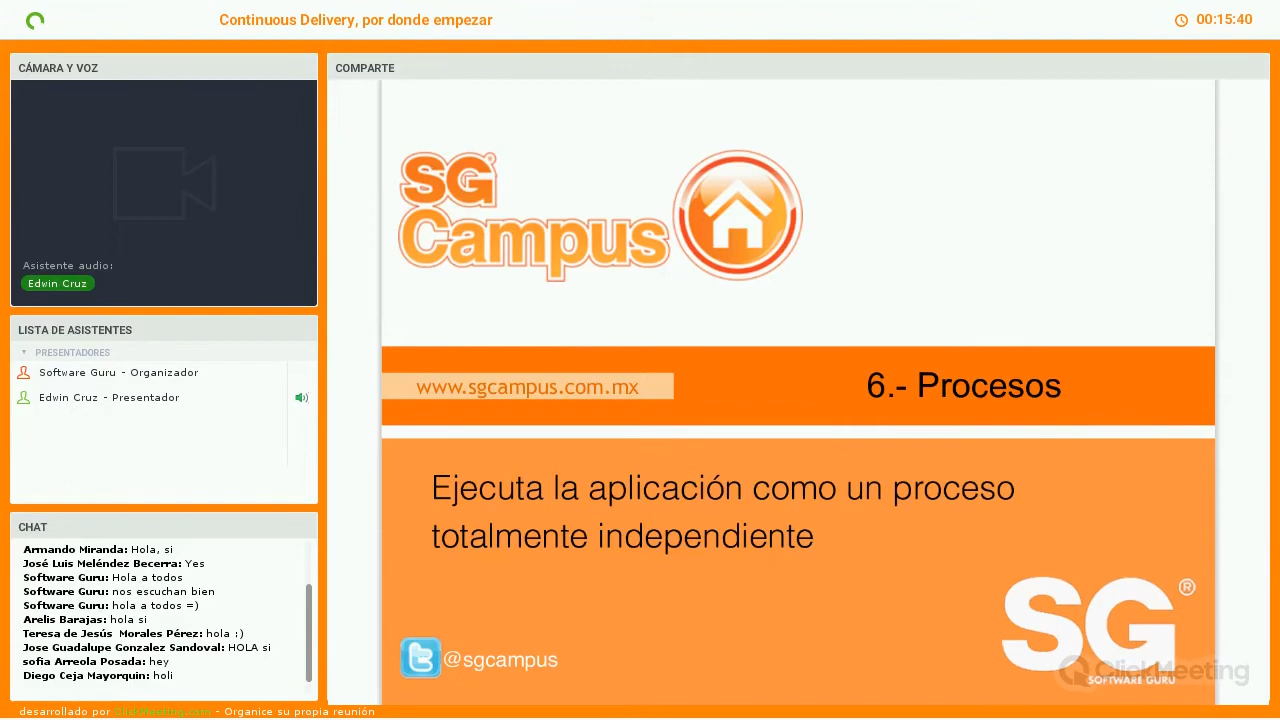 Continuous Delivery, por donde empezar
00:15:40
CÁMARA Y VOZ
Asistente audio:
Edwin Cruz
LISTA DE ASISTENTES
PRESENTADORES
Software Guru - Organizador
Edwin Cruz - Presentador
CHAT
Armando Miranda: Hola, si
José Luis Meléndez Becerra: Yes
Software Guru: Hola a todos
Software Guru: nos escuchan bien
Software Guru: hola a todos =)
Arelis Barajas: hola si
Teresa de Jesús Morales Pérez: hola :)
Jose Guadalupe Gonzalez Sandoval: HOLA si
sofia Arreola Posada: hey
Diego Ceja Mayorquin: holi
desarrollado por ClickMeeting.com - Organice su propia reunión
COMPARTE
SG®
Campus
www.sgcampus.com.mx
6.- Procesos
Ejecuta la aplicación como un proceso
totalmente independiente
@sgcampus
SG®
SOFTWARE GURU
ClickMeeting